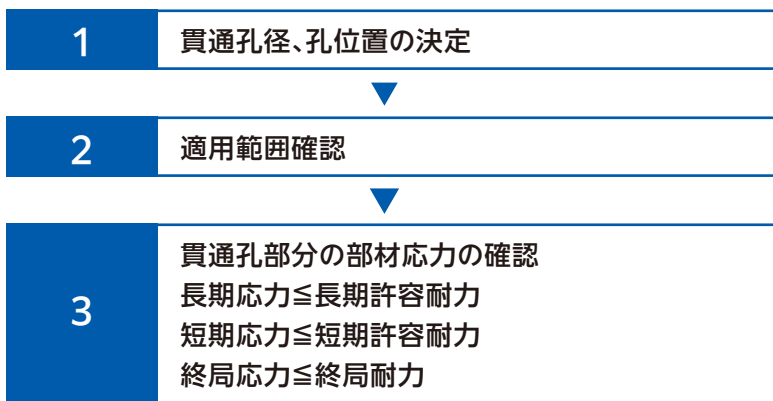 1 貫通孔径、孔位置の決定
2 適用範囲確認
3
貫通孔部分の部材応力の確認
長期応力≦長期許容耐力
短期応力≦短期許容耐力
終局応力≦終局耐力